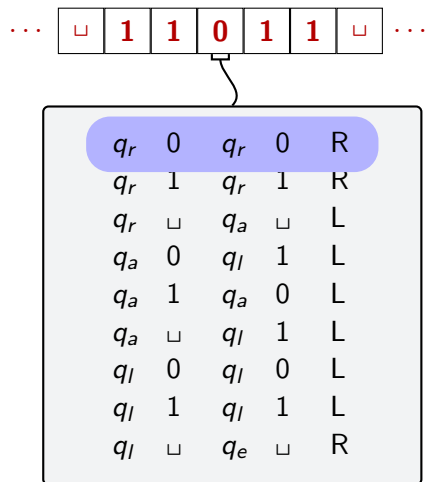 ··· ␣ 1 1 0 1 1 ␣ ···
q_r 0 q_r 0 R
q_r 1 q_r 1 R
q_r ␣ q_a ␣ L
q_a 0 q_l 1 L
q_a 1 q_a 0 L
q_a ␣ q_l 1 L
q_l 0 q_l 0 L
q_l 1 q_l 1 L
q_l ␣ q_e ␣ R